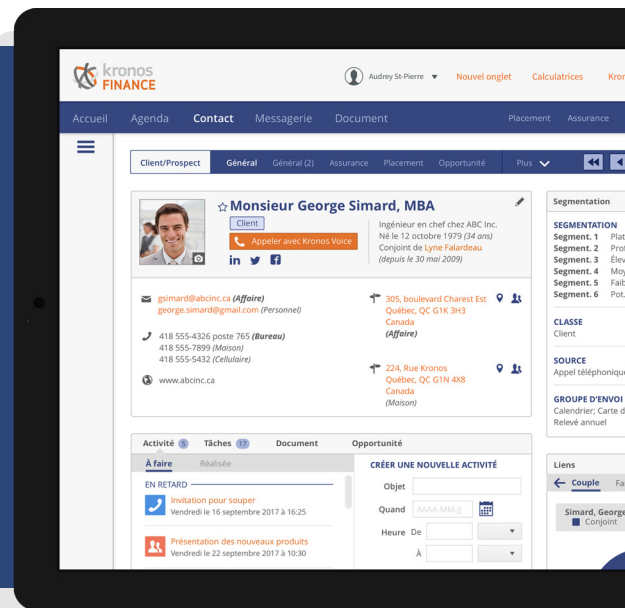 kronos
FINANCE
Audrey St-Pierre
Nouvel onglet
Calculatrices
Accueil
Agenda
Contact
Messagerie
Document
Placement
Assurance
Client/Prospect
Général
Général (2)
Assurance
Placement
Opportunité
Plus
Monsieur George Simard, MBA
Client
Appeler avec Kronos Voice
Ingénieur en chef chez ABC Inc.
Né le 12 octobre 1979 (34 ans)
Conjoint de Lyne Falardeau
(depuis le 30 mai 2009)
gsimard@abcinc.ca (Affaire)
george.simard@gmail.com (Personnel)
418 555-4326 poste 765 (Bureau)
418 555-7899 (Maison)
418 555-5432 (Cellulaire)
www.abcinc.ca
305, boulevard Charest Est
Québec, QC G1K 3H3
Canada
(Affaire)
224, Rue Kronos
Québec, QC G1N 4X8
Canada
(Maison)
Segmentation
SEGMENTATION
Segment. 1
Segment. 2
Segment. 3
Segment. 4
Segment. 5
Segment. 6 Pot.
CLASSE
Client
SOURCE
Appel téléphonique
GROUPE D'ENVOI
Calendrier; Carte d
Relevé annuel
Activité 5
Tâches 17
Document
Opportunité
À faire
Réalisée
EN RETARD
Invitation pour souper
Vendredi le 16 septembre 2017 à 16:25
Présentation des nouveaux produits
Vendredi le 22 septembre 2017 à 10:30
CRÉER UNE NOUVELLE ACTIVITÉ
Objet
Quand AAAA-MM-jj
Heure De
À
Liens
Couple
Simard, George
Conjoint